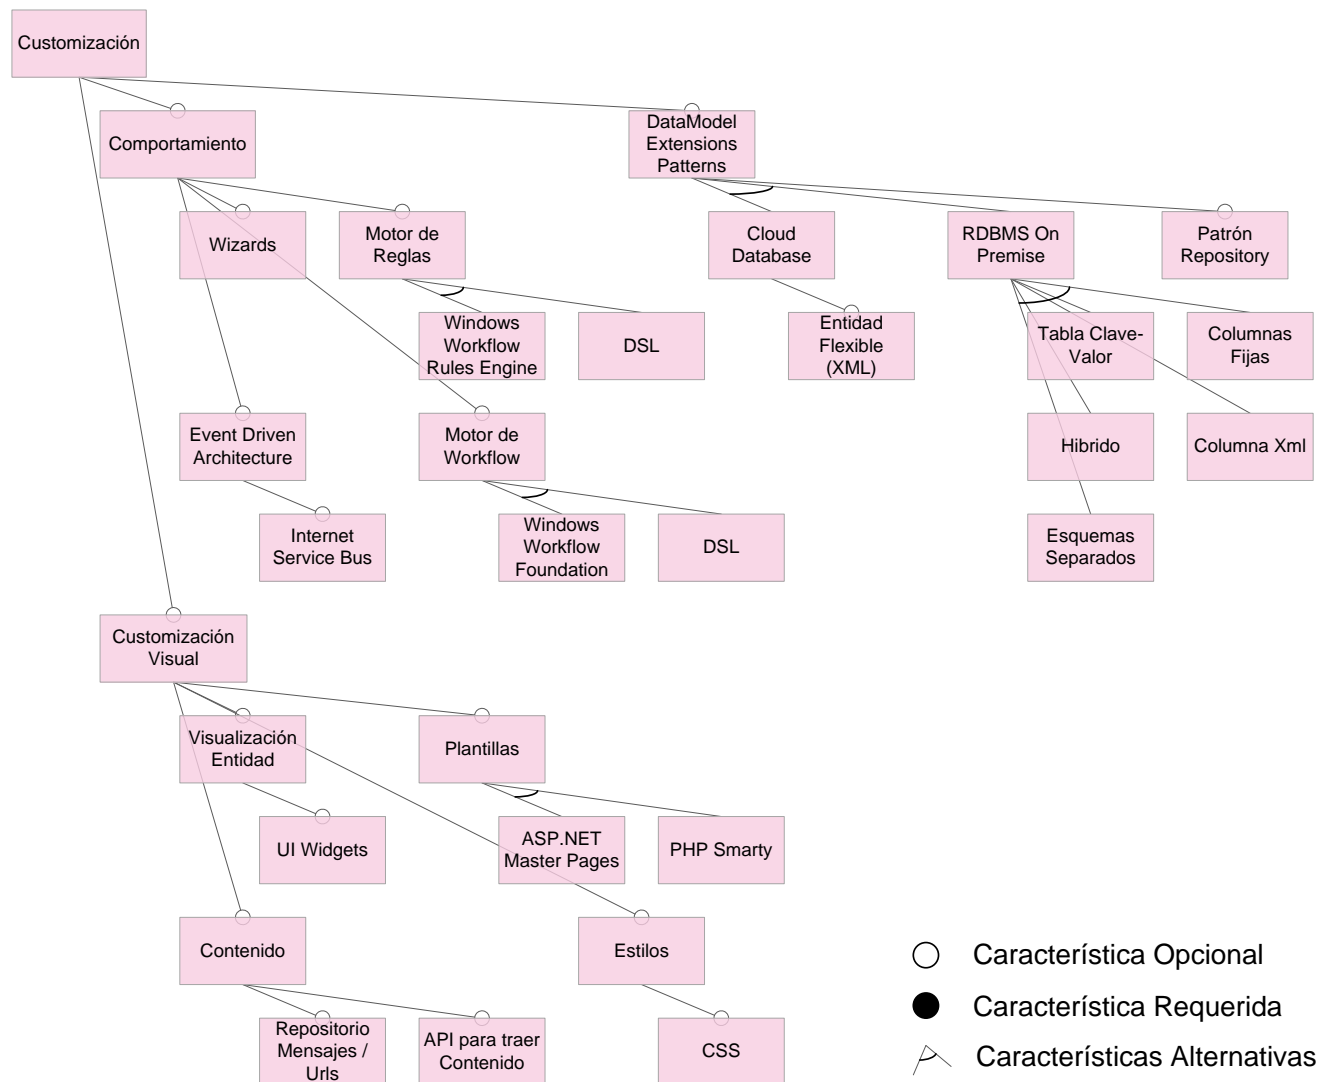 Customización
Comportamiento
DataModel
Extensions
Patterns
Wizards
Motor de
Reglas
Cloud
Database
RDBMS On
Premise
Patrón
Repository
Windows
Workflow
Rules Engine
DSL
Entidad
Flexible
(XML)
Tabla Clave-
Valor
Columnas
Fijas
Event Driven
Architecture
Motor de
Workflow
Hibrido
Columna Xml
Internet
Service Bus
Windows
Workflow
Foundation
DSL
Esquemas
Separados
Customización
Visual
Visualización
Entidad
Plantillas
UI Widgets
ASP.NET
Master Pages
PHP Smarty
Contenido
Estilos
Repositorio
Mensajes /
Urls
API para traer
Contenido
CSS
Característica Opcional
Característica Requerida
Características Alternativas